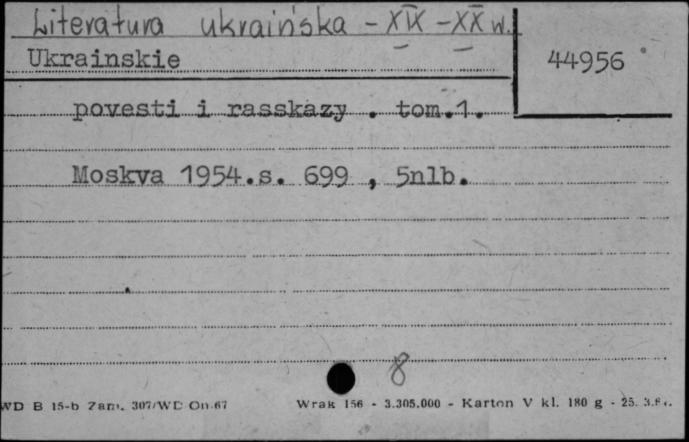 Literatura ukraińska - XIX - XX w.
Ukrainskie
44956
povesti i rasskazy . tom.1.
Moskva 1954.s. 699 , 5nlb.
8
WD B 15-b Zam. 307/WD On.67 Wrak 156 - 3.305.000 - Karton V kl. 180 g - 25. 3.